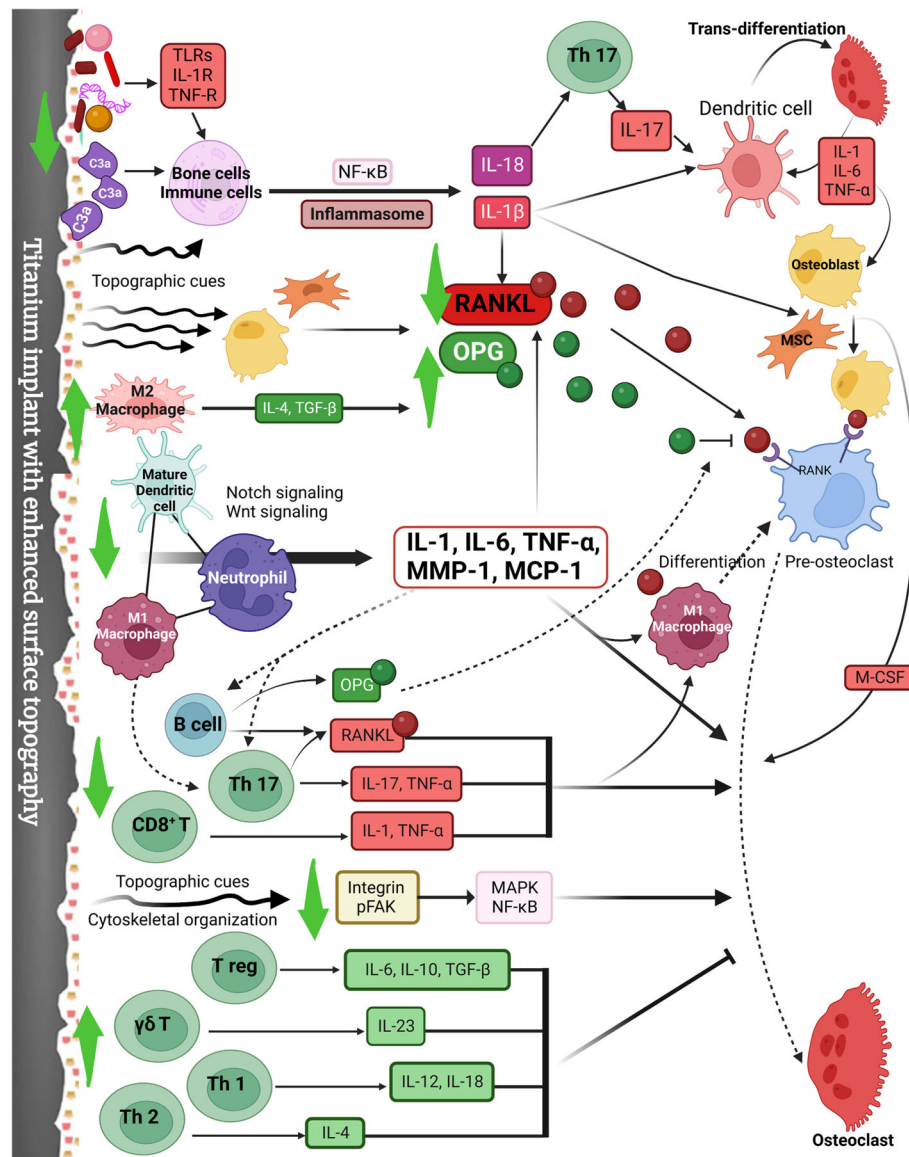 Titanium implant with enhanced surface topography
TLRs
IL-1R
TNF-R
C3a
C3a
C3a
Bone cells
Immune cells
NF-κB
Inflammasome
IL-18
IL-1β
Th 17
IL-17
Trans-differentiation
Dendritic cell
IL-1
IL-6
TNF-α
Osteoblast
MSC
Topographic cues
RANKL
OPG
M2
Macrophage
IL-4, TGF-β
Mature
Dendritic
cell
Notch signaling
Wnt signaling
Neutrophil
M1
Macrophage
IL-1, IL-6, TNF-α,
MMP-1, MCP-1
RANK
Pre-osteoclast
Differentiation
M1
Macrophage
M-CSF
B cell
OPG
RANKL
Th 17
IL-17, TNF-α
CD8⁺ T
IL-1, TNF-α
Topographic cues
Cytoskeletal organization
Integrin
pFAK
MAPK
NF-κB
T reg
IL-6, IL-10, TGF-β
γδ T
IL-23
Th 1
IL-12, IL-18
Th 2
IL-4
Osteoclast